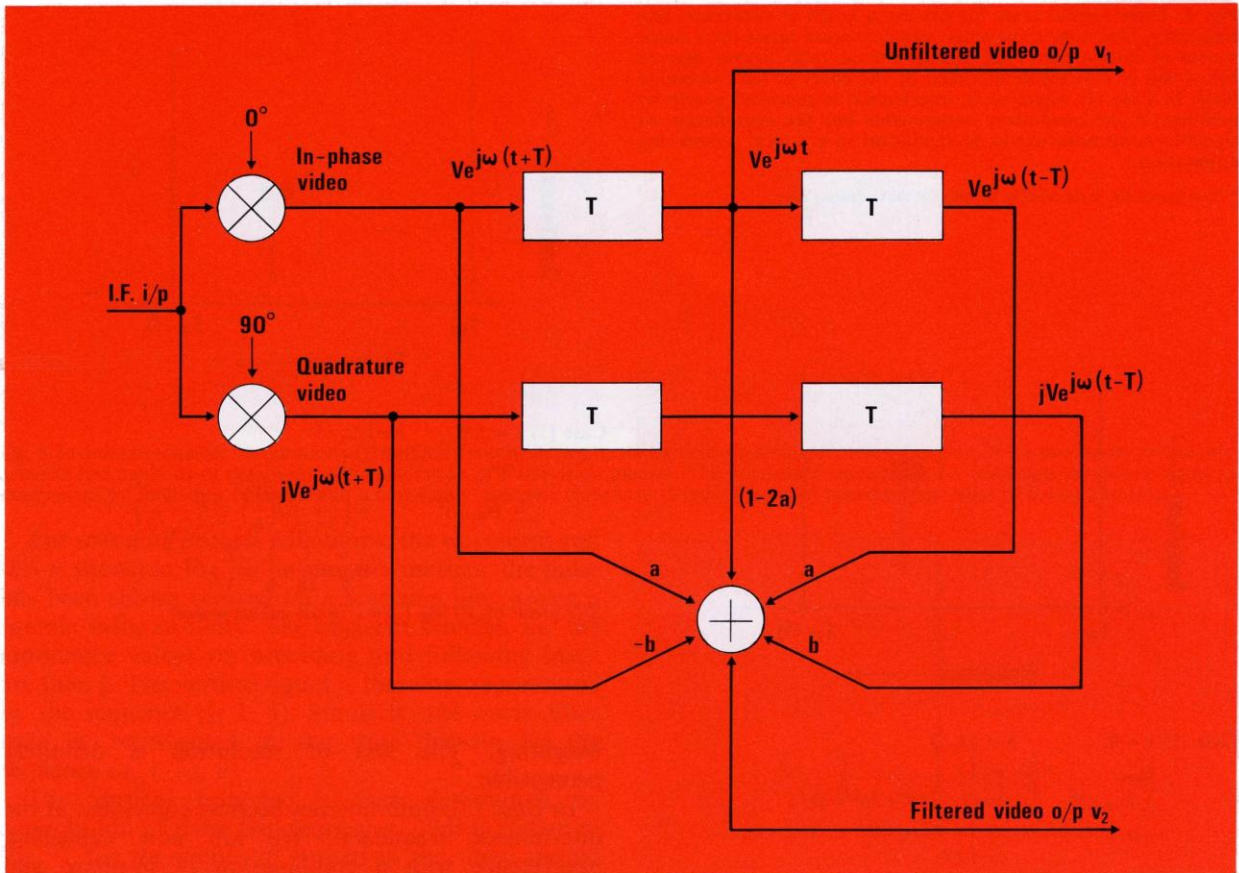 Unfiltered video o/p v₁
0°
In-phase
video
Ve^jω(t+T)
T
Ve^jωt
T
Ve^jω(t-T)
I.F. i/p
90°
Quadrature
video
jVe^jω(t+T)
T
T
jVe^jω(t-T)
(1-2a)
a
a
-b
b
Filtered video o/p v₂